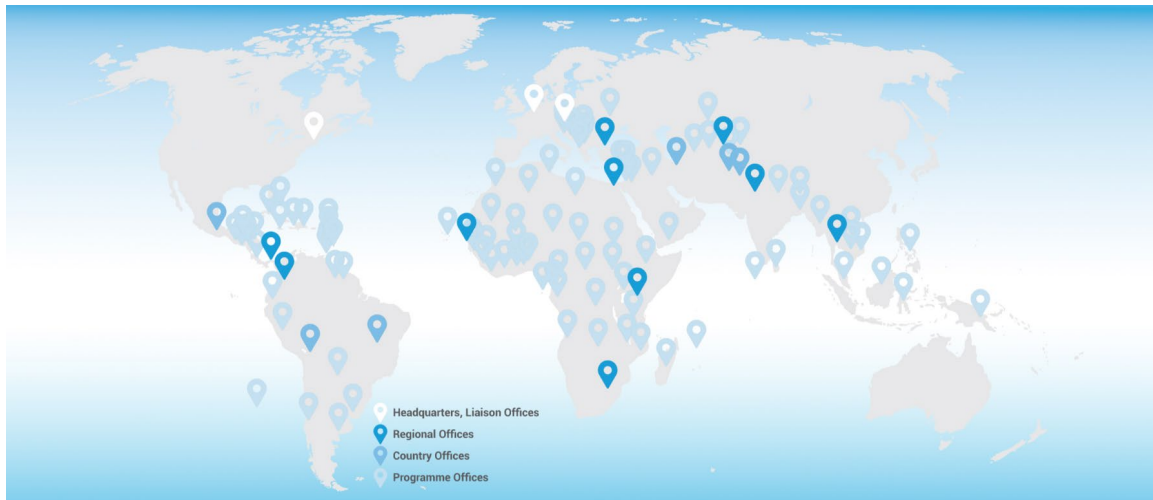 Headquarters, Liaison Offices
Regional Offices
Country Offices
Programme Offices